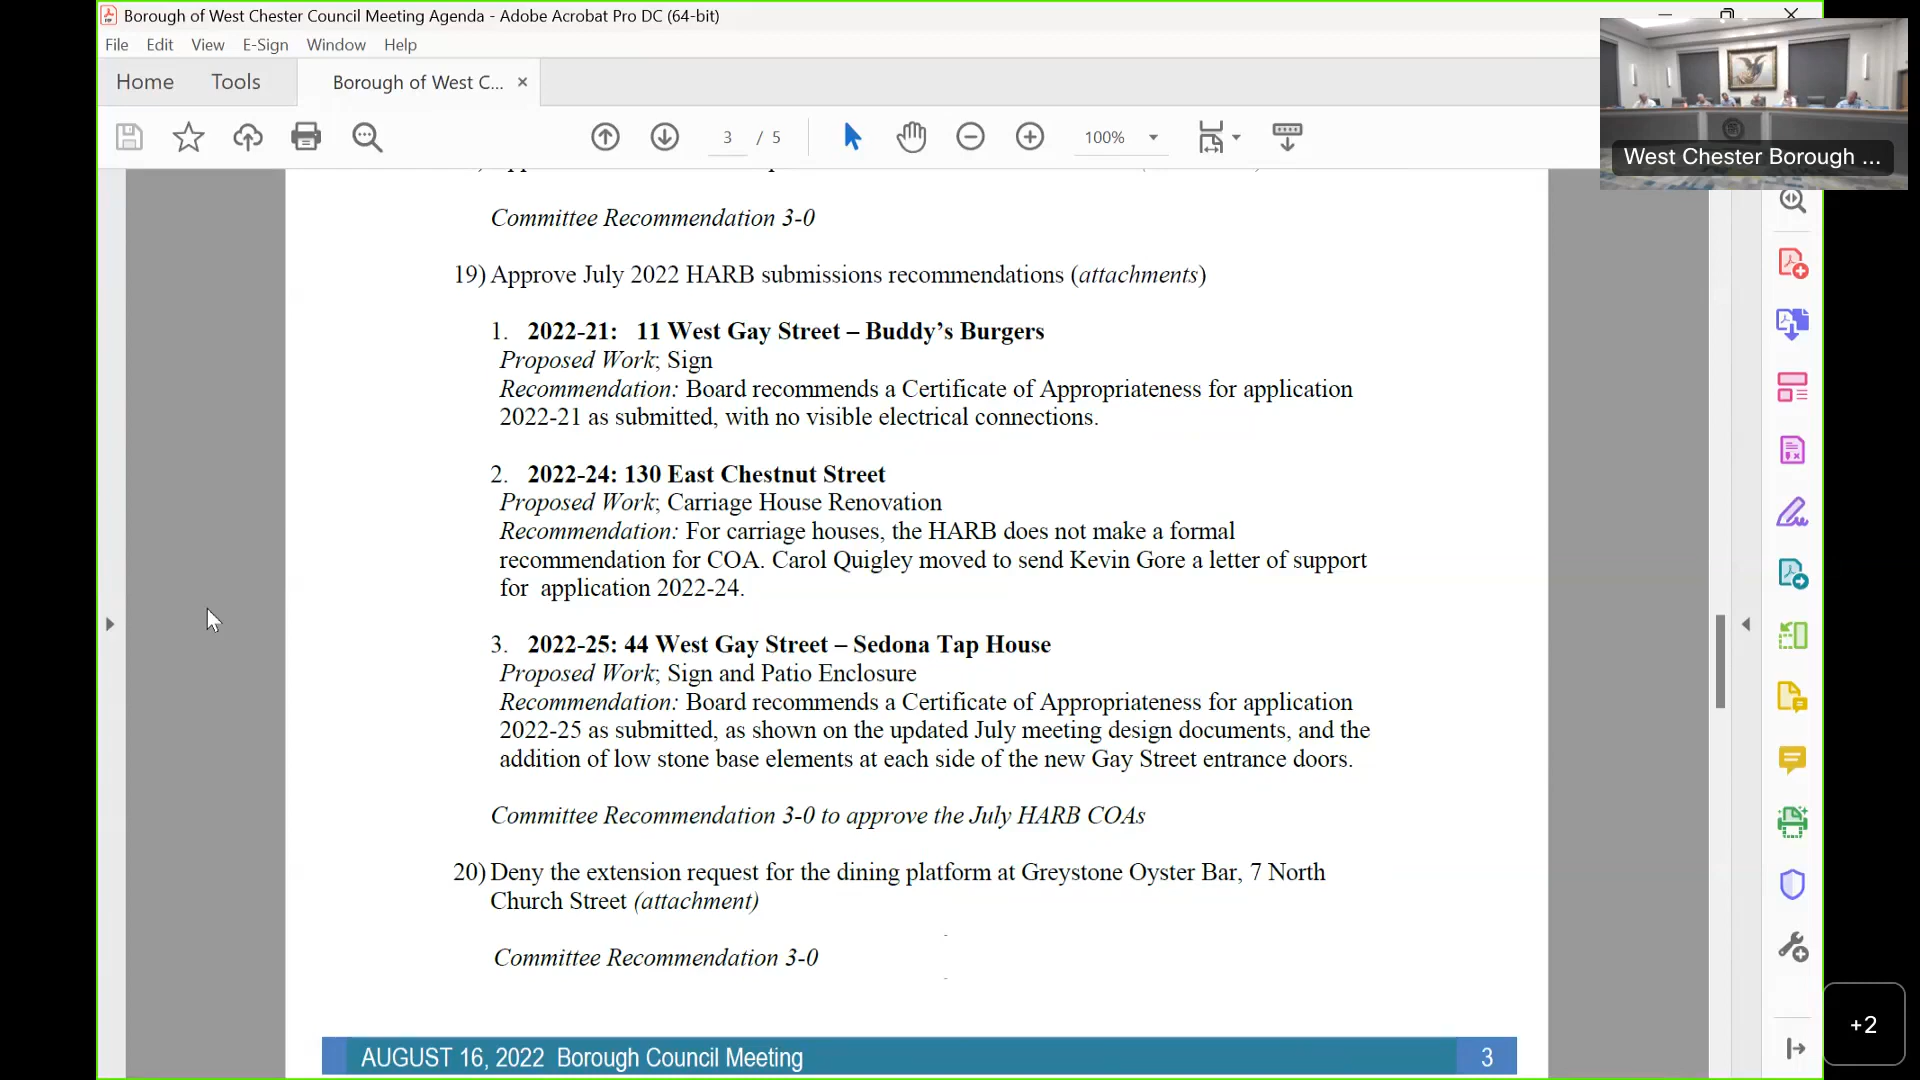 Borough of West Chester Council Meeting Agenda - Adobe Acrobat Pro DC (64-bit)
File Edit View E-Sign Window Help
Home Tools Borough of West C... ×
3 / 5 100%
West Chester Borough ...
Committee Recommendation 3-0
19) Approve July 2022 HARB submissions recommendations (attachments)
1. 2022-21: 11 West Gay Street – Buddy’s Burgers
Proposed Work; Sign
Recommendation: Board recommends a Certificate of Appropriateness for application
2022-21 as submitted, with no visible electrical connections.
2. 2022-24: 130 East Chestnut Street
Proposed Work; Carriage House Renovation
Recommendation: For carriage houses, the HARB does not make a formal
recommendation for COA. Carol Quigley moved to send Kevin Gore a letter of support
for application 2022-24.
3. 2022-25: 44 West Gay Street – Sedona Tap House
Proposed Work; Sign and Patio Enclosure
Recommendation: Board recommends a Certificate of Appropriateness for application
2022-25 as submitted, as shown on the updated July meeting design documents, and the
addition of low stone base elements at each side of the new Gay Street entrance doors.
Committee Recommendation 3-0 to approve the July HARB COAs
20) Deny the extension request for the dining platform at Greystone Oyster Bar, 7 North
Church Street (attachment)
Committee Recommendation 3-0
AUGUST 16, 2022 Borough Council Meeting 3
+2